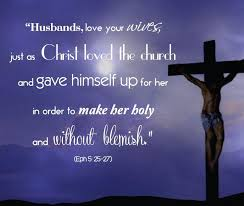 “Husbands, love your wives,
just as Christ loved the church
and gave himself up for her
in order to make her holy
and without blemish.”
(Eph 5:25-27)